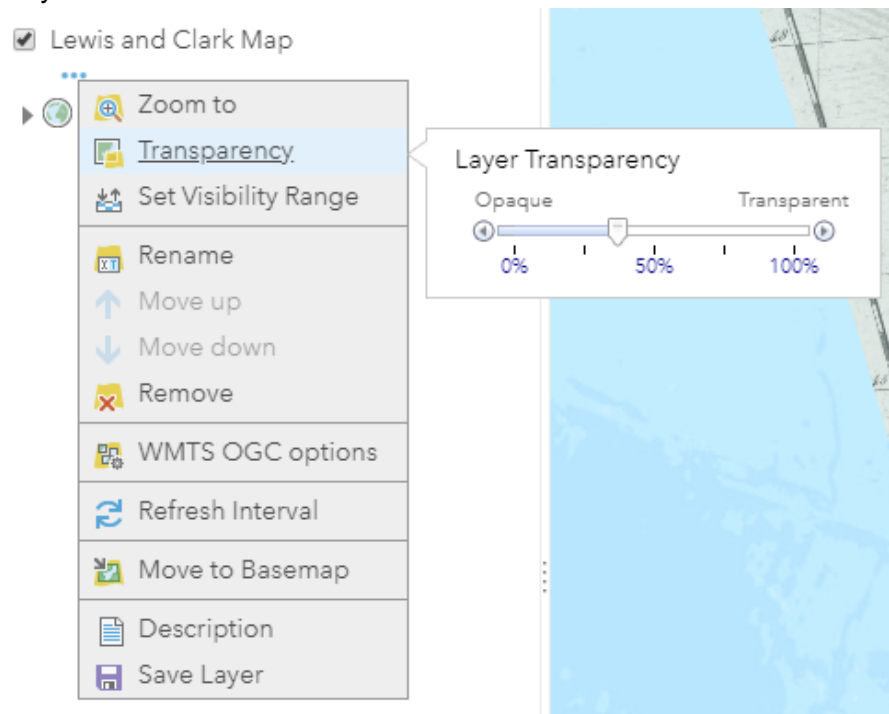 Lewis and Clark Map
Zoom to
Transparency
Set Visibility Range
Rename
Move up
Move down
Remove
WMTS OGC options
Refresh Interval
Move to Basemap
Description
Save Layer
Layer Transparency
Opaque Transparent
0% 50% 100%
48